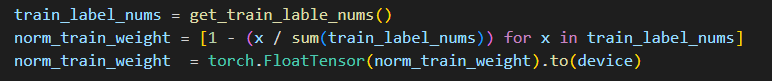 train_label_nums = get_train_lable_nums()
norm_train_weight = [1 - (x / sum(train_label_nums)) for x in train_label_nums]
norm_train_weight  = torch.FloatTensor(norm_train_weight).to(device)